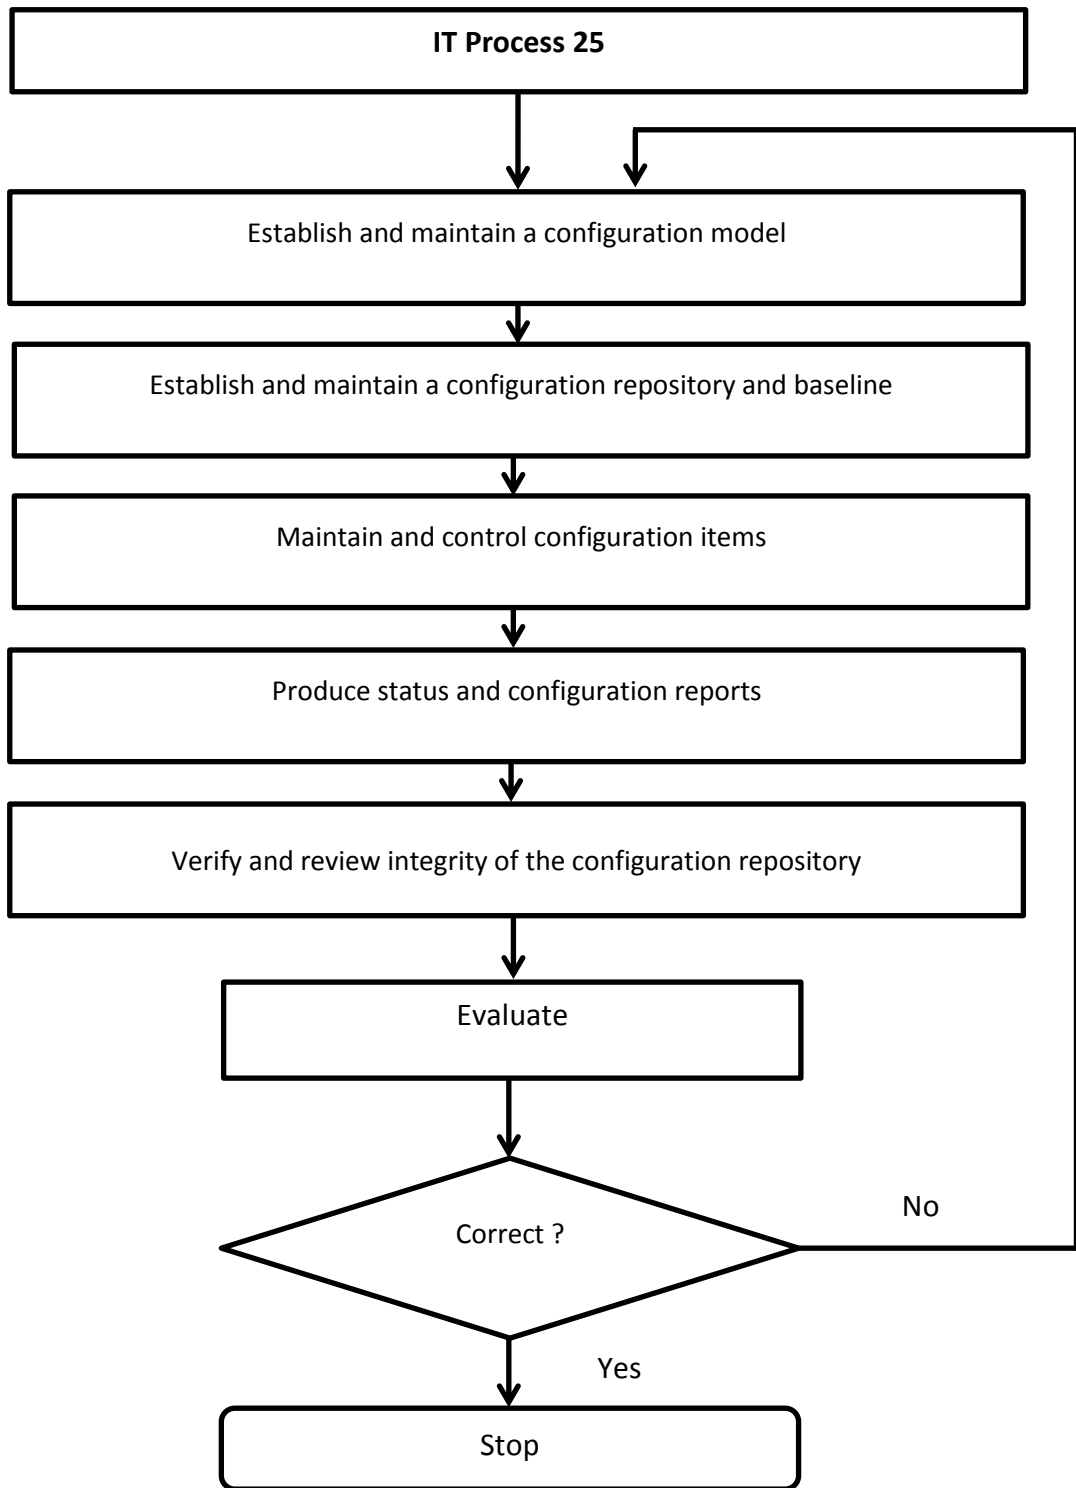 IT Process 25
Establish and maintain a configuration model
Establish and maintain a configuration repository and baseline
Maintain and control configuration items
Produce status and configuration reports
Verify and review integrity of the configuration repository
Evaluate
Correct ?
No
Yes
Stop